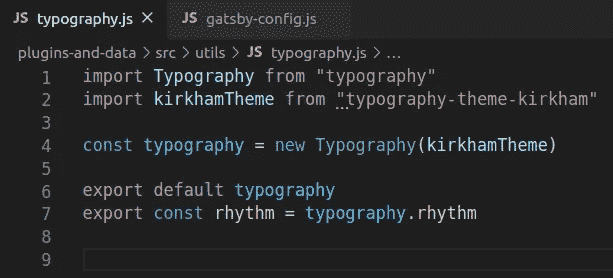 JS typography.js ✕ JS gatsby-config.js
plugins-and-data > src > utils > JS typography.js > ...
1 import Typography from "typography"
2 import kirkhamTheme from "typography-theme-kirkham"
3
4 const typography = new Typography(kirkhamTheme)
5
6 export default typography
7 export const rhythm = typography.rhythm
8
9